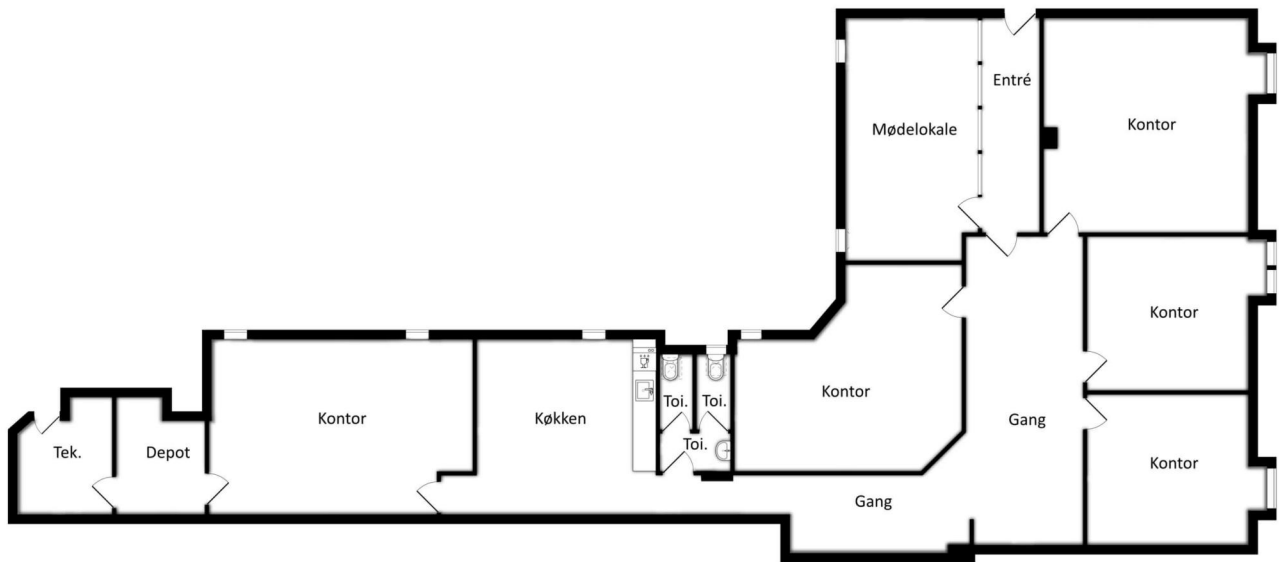 Entré
Mødelokale
Kontor
Kontor
Kontor
Toi.
Toi.
Kontor
Køkken
Gang
Toi.
Tek.
Depot
Kontor
Gang